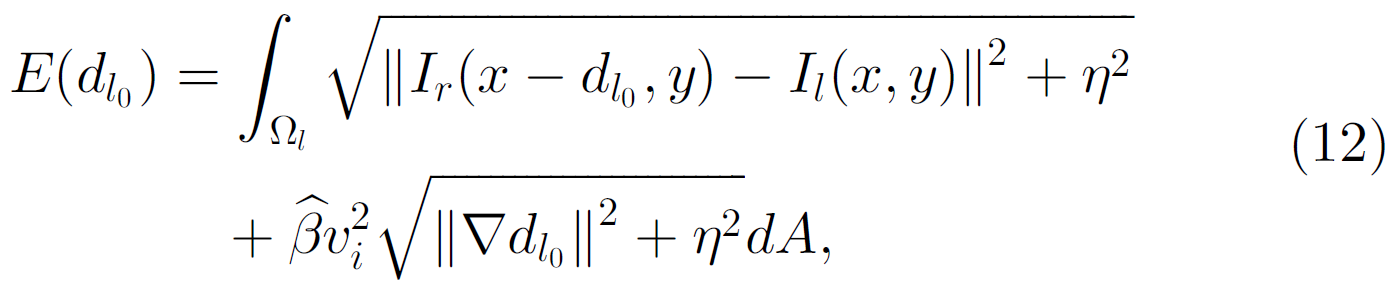 E(d_{l_0}) = \int_{\Omega_l} \sqrt{\|I_r(x - d_{l_0}, y) - I_l(x, y)\|^2 + \eta^2}
+ \widehat{\beta} v_i^2 \sqrt{\|\nabla d_{l_0}\|^2 + \eta^2} dA,
(12)